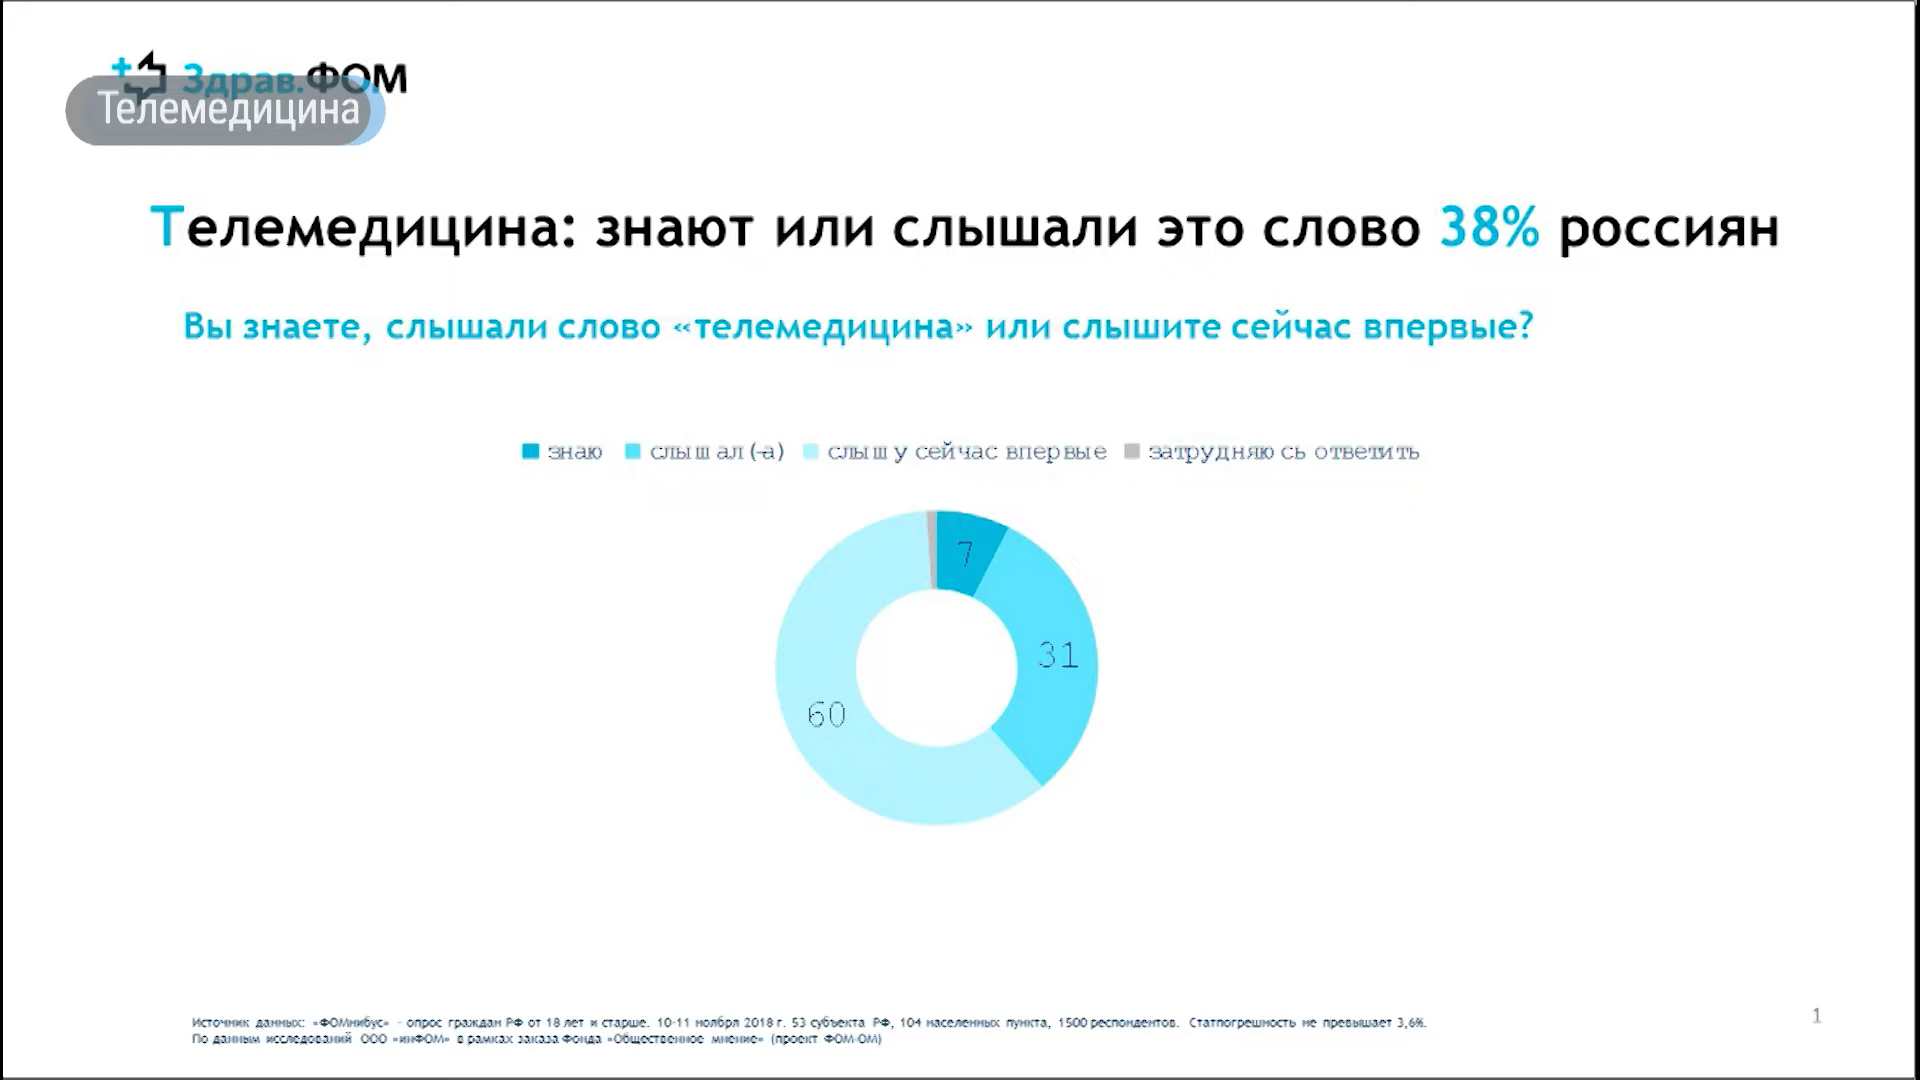 Здрав.ФОМ
Телемедицина
Телемедицина: знают или слышали это слово 38% россиян
Вы знаете, слышали слово «телемедицина» или слышите сейчас впервые?
знаю слышал(-а) слышу сейчас впервые затрудняюсь ответить
7
31
60
Источник данных: «ФОМнибус» - опрос граждан РФ от 18 лет и старше. 10-11 ноября 2018 г. 53 субъекта РФ, 104 населенных пункта, 1500 респондентов. Статпогрешность не превышает 3,6%.
По данным исследований ООО «инФОМ» в рамках заказа Фонда «Общественное мнение» (проект ФОМ-ОМ)
1